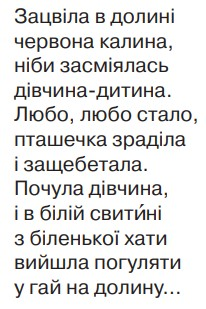 Зацвіла в долині
червона калина,
ніби засміялась
дівчина-дитина.
Любо, любо стало,
пташечка зраділа
і защебетала.
Почула дівчина,
і в білій свити́ні
з біленької хати
вийшла погуляти
у гай на долину...